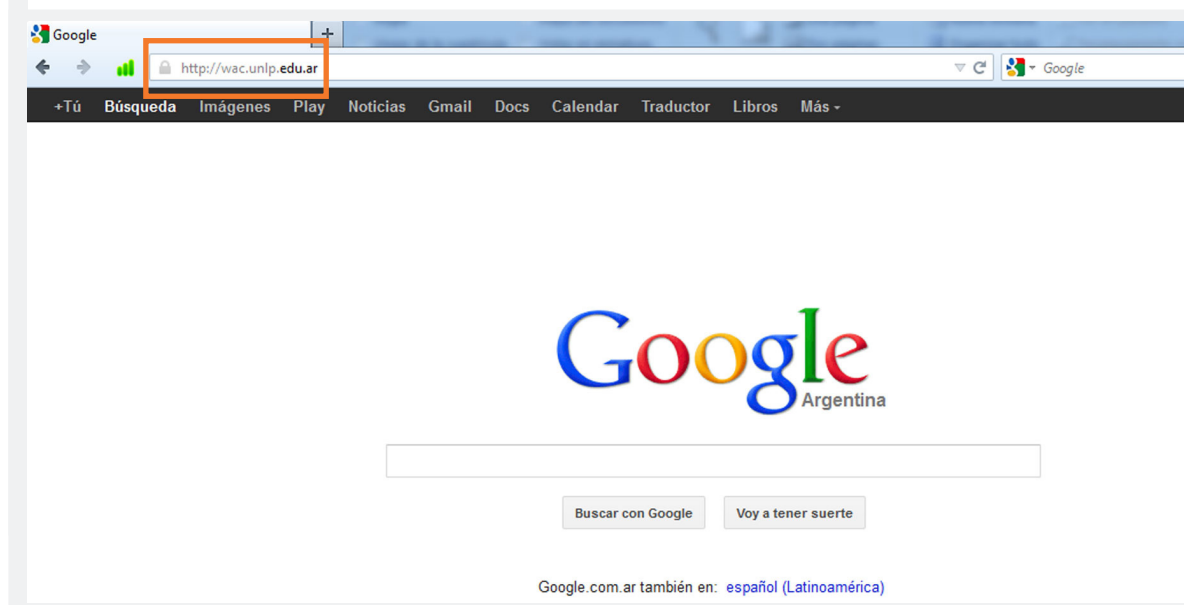 Google
+
http://wac.unlp.edu.ar
Google
+Tú Búsqueda Imágenes Play Noticias Gmail Docs Calendar Traductor Libros Más
Google
Argentina
Buscar con Google Voy a tener suerte
Google.com.ar también en: español (Latinoamérica)